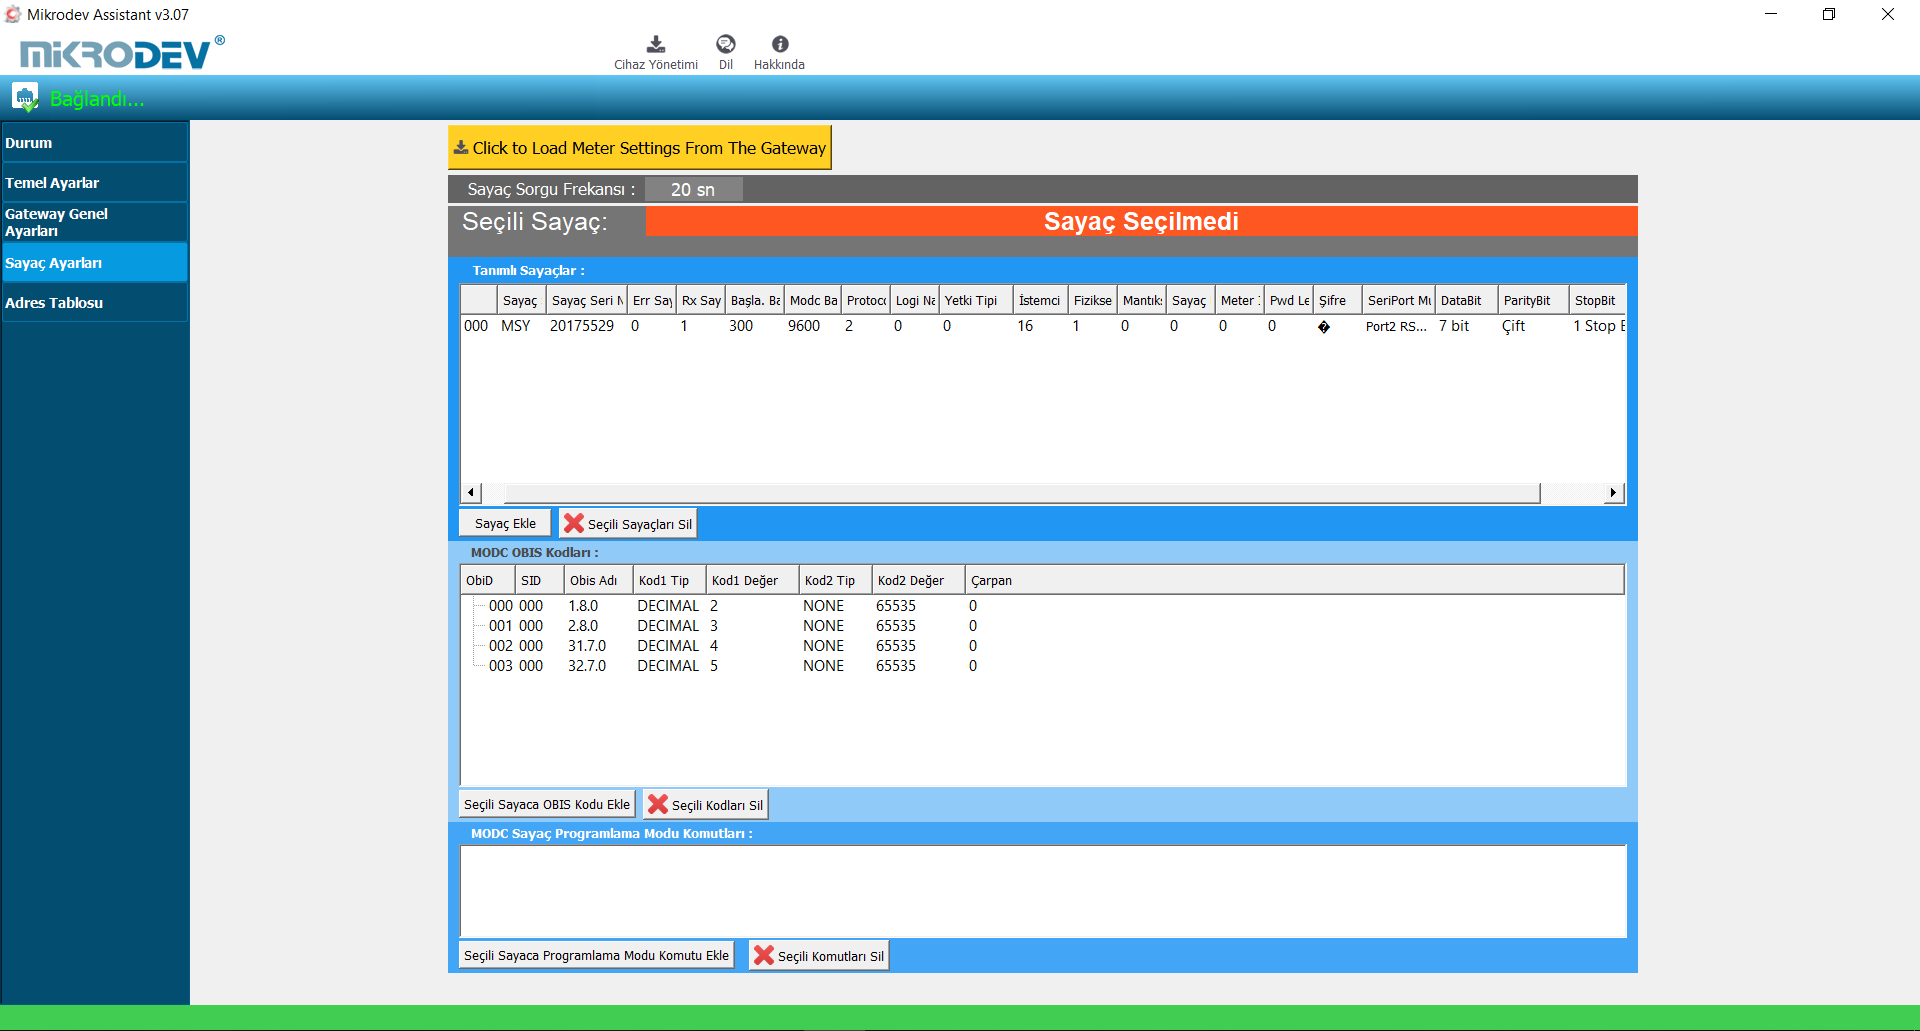 Mikrodev Assistant v3.07
MiKRODEV®
Cihaz Yönetimi Dil Hakkında
Bağlandı...
Durum
Temel Ayarlar
Gateway Genel
Ayarları
Sayaç Ayarları
Adres Tablosu
Click to Load Meter Settings From The Gateway
Sayaç Sorgu Frekansı : 20 sn
Seçili Sayaç: Sayaç Seçilmedi
Tanımlı Sayaçlar :
Sayaç Sayaç Seri N Err Say Rx Say Başla. Ba Modc Ba Protoco Logi Na Yetki Tipi İstemci Fizikse Mantık Sayaç Meter Pwd Le Şifre SeriPort Mu DataBit ParityBit StopBit
000 MSY 20175529 0 1 300 9600 2 0 0 16 1 0 0 0 0 � Port2 RS... 7 bit Çift 1 Stop B
Sayaç Ekle Seçili Sayaçları Sil
MODC OBIS Kodları :
ObiD SID Obis Adı Kod1 Tip Kod1 Değer Kod2 Tip Kod2 Değer Çarpan
000 000 1.8.0 DECIMAL 2 NONE 65535 0
001 000 2.8.0 DECIMAL 3 NONE 65535 0
002 000 31.7.0 DECIMAL 4 NONE 65535 0
003 000 32.7.0 DECIMAL 5 NONE 65535 0
Seçili Sayaca OBIS Kodu Ekle Seçili Kodları Sil
MODC Sayaç Programlama Modu Komutları :
Seçili Sayaca Programlama Modu Komutu Ekle Seçili Komutları Sil